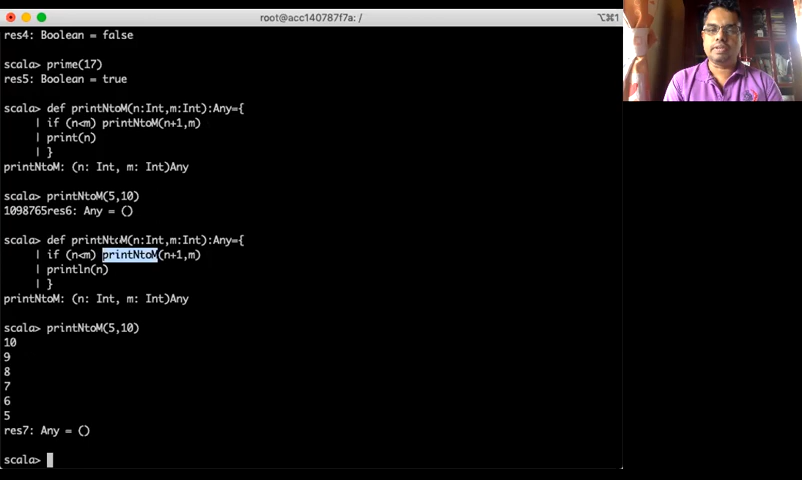 root@acc140787f7a: /
⌥⌘1
res4: Boolean = false
scala> prime(17)
res5: Boolean = true
scala> def printNtoM(n:Int,m:Int):Any={
| if (n<m) printNtoM(n+1,m)
| print(n)
| }
printNtoM: (n: Int, m: Int)Any
scala> printNtoM(5,10)
1098765res6: Any = ()
scala> def printNtoM(n:Int,m:Int):Any={
| if (n<m) printNtoM(n+1,m)
| println(n)
| }
printNtoM: (n: Int, m: Int)Any
scala> printNtoM(5,10)
10
9
8
7
6
5
res7: Any = ()
scala>